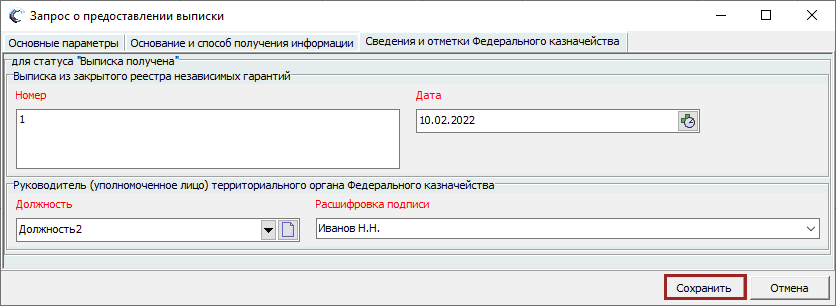 Запрос о предоставлении выписки
Основные параметры Основание и способ получения информации Сведения и отметки Федерального казначейства
для статуса "Выписка получена"
Выписка из закрытого реестра независимых гарантий
Номер Дата
1 10.02.2022
Руководитель (уполномоченное лицо) территориального органа Федерального казначейства
Должность Расшифровка подписи
Должность2 Иванов Н.Н.
Сохранить Отмена